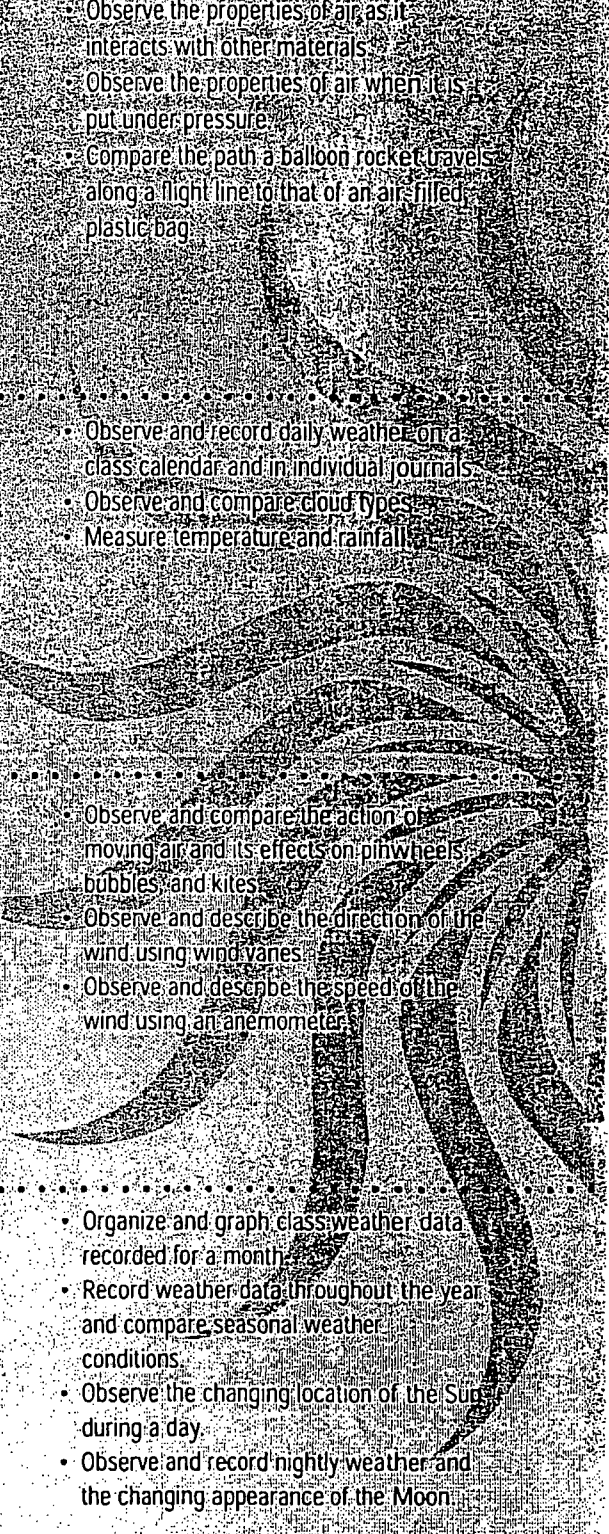 • Observe the properties of air as it
interacts with other materials.
• Observe the properties of air when it is
put under pressure.
• Compare the path a balloon rocket travels
along a flight line to that of an air-filled,
plastic bag.
• Observe and record daily weather on a
class calendar and in individual journals.
• Observe and compare cloud types.
• Measure temperature and rainfall.
• Observe and compare the action of
moving air and its effects on pinwheels,
bubbles, and kites.
• Observe and describe the direction of the
wind using wind vanes.
• Observe and describe the speed of the
wind using an anemometer.
• Organize and graph class weather data
recorded for a month.
• Record weather data throughout the year
and compare seasonal weather
conditions.
• Observe the changing location of the Sun
during a day.
• Observe and record nightly weather and
the changing appearance of the Moon.